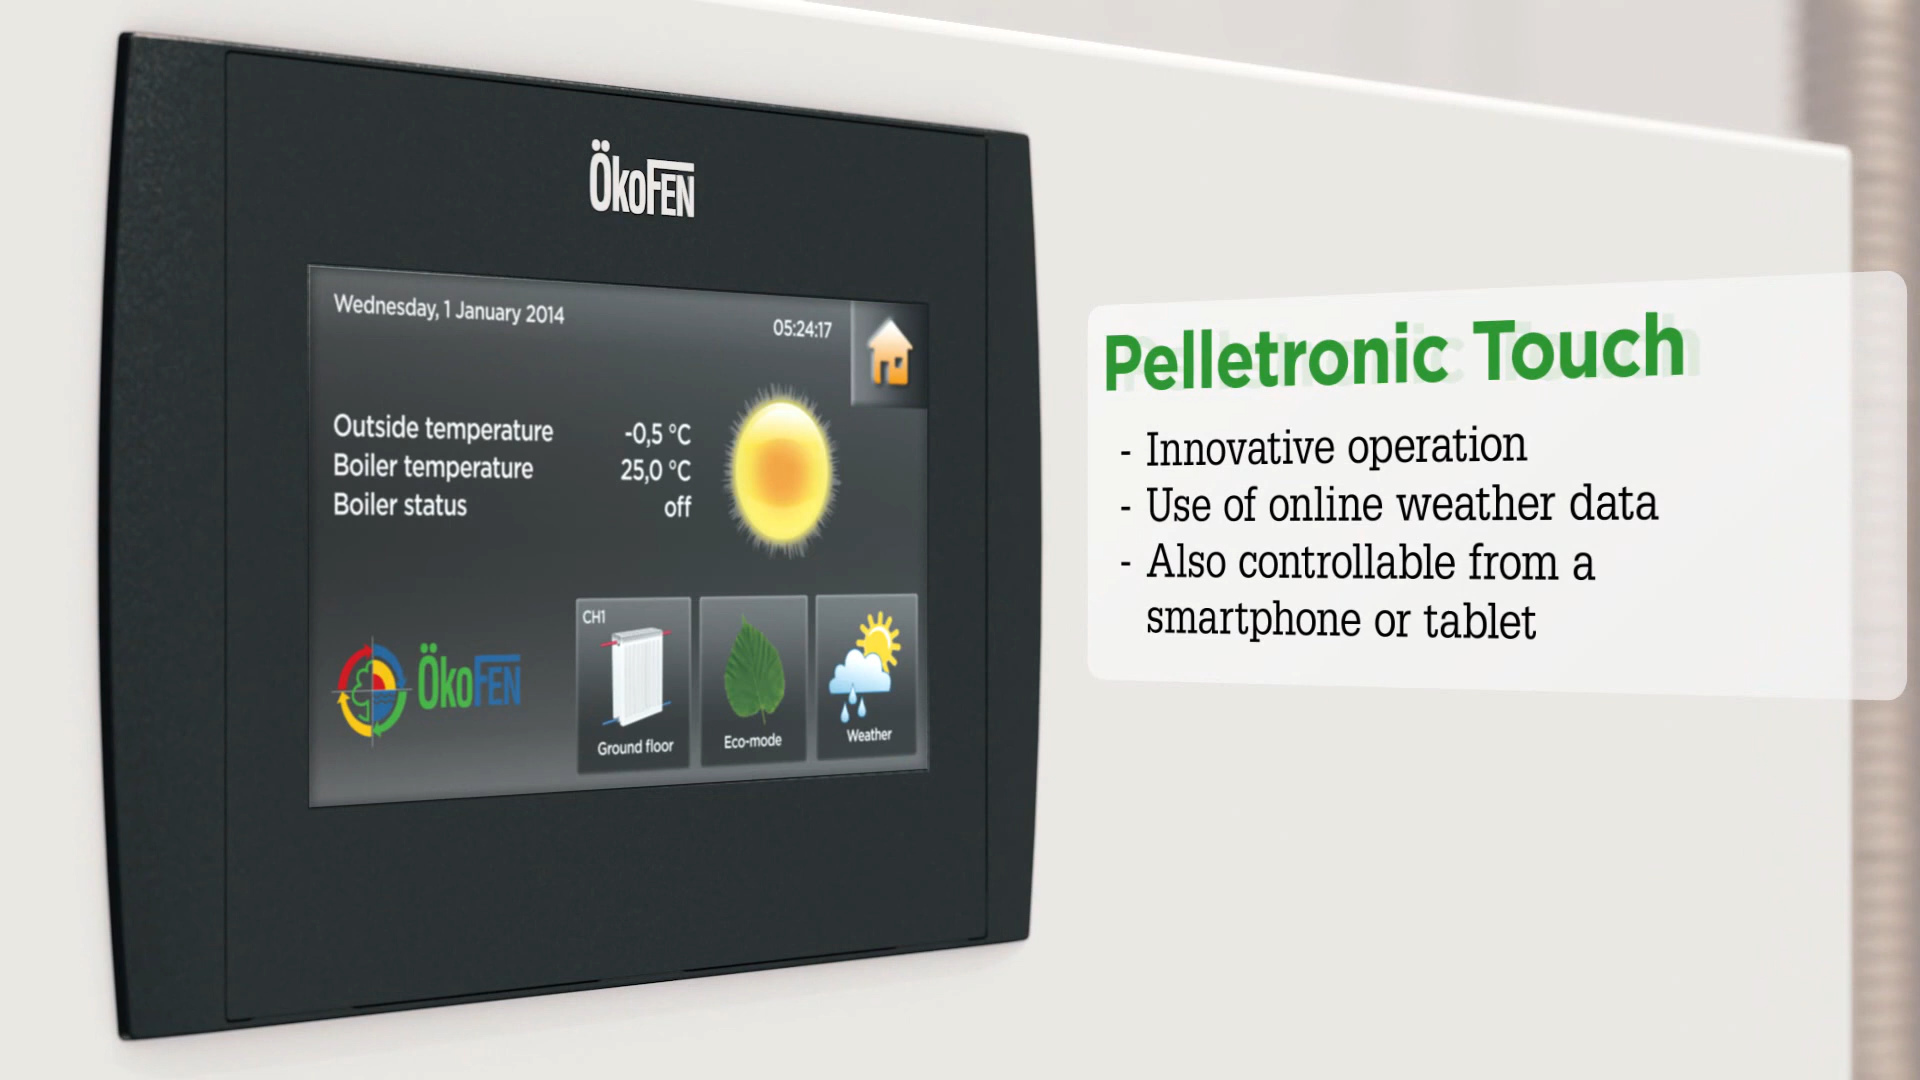 ÖkoFEN
Wednesday, 1 January 2014
05:24:17
Outside temperature -0,5 °C
Boiler temperature 25,0 °C
Boiler status off
ÖkoFEN
CH1
Ground floor
Eco-mode
Weather
Pelletronic Touch
- Innovative operation
- Use of online weather data
- Also controllable from a
smartphone or tablet